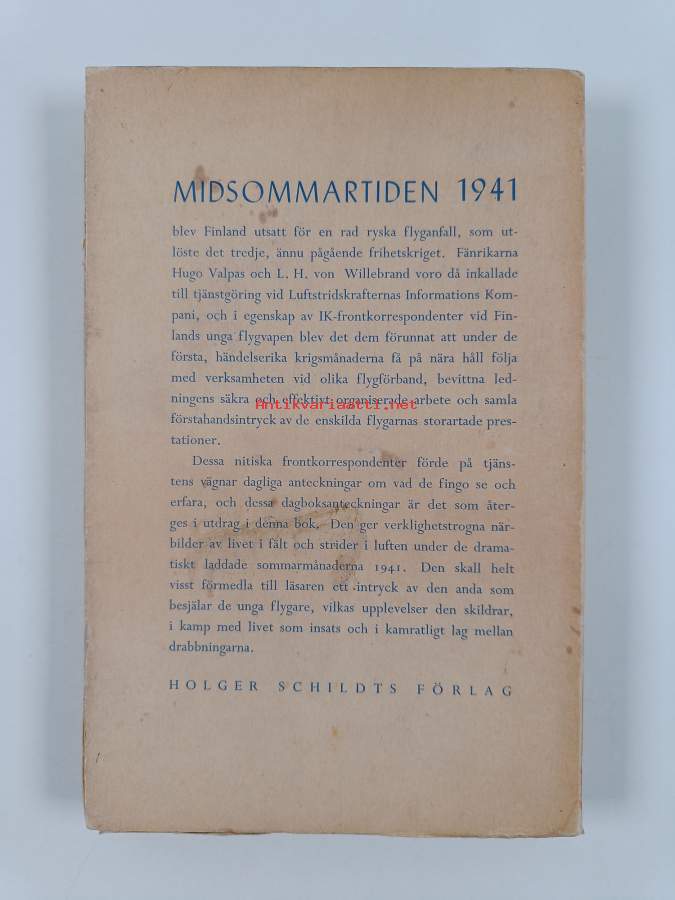 MIDSOMMARTIDEN 1941
blev Finland utsatt för en rad ryska flyganfall, som ut-
löste det tredje, ännu pågående frihetskriget. Fänrikarna
Hugo Valpas och L. H. von Willebrand voro då inkallade
till tjänstgöring vid Luftstridskrafternas Informations Kom-
pani, och i egenskap av IK-frontkorrespondenter vid Fin-
lands unga flygvapen blev det dem förunnat att under de
första, händelserika krigsmånaderna få på nära håll följa
med verksamheten vid olika flygförband, bevittna led-
ningens säkra och effektivt organiserade arbete och samla
Antikvariaatti.net
förstahandsintryck av de enskilda flygarnas storartade pres-
tationer.
Dessa nitiska frontkorrespondenter förde på tjäns-
tens vägnar dagliga anteckningar om vad de fingo se och
erfara, och dessa dagboksanteckningar är det som åter-
ges i utdrag i denna bok. Den ger verklighetstrogna när-
bilder av livet i fält och strider i luften under de drama-
tiskt laddade sommarmånaderna 1941. Den skall helt
visst förmedla till läsaren ett intryck av den anda som
besjälar de unga flygare, vilkas upplevelser den skildrar,
i kamp med livet som insats och i kamratligt lag mellan
drabbningarna.
HOLGER SCHILDTS FÖRLAG